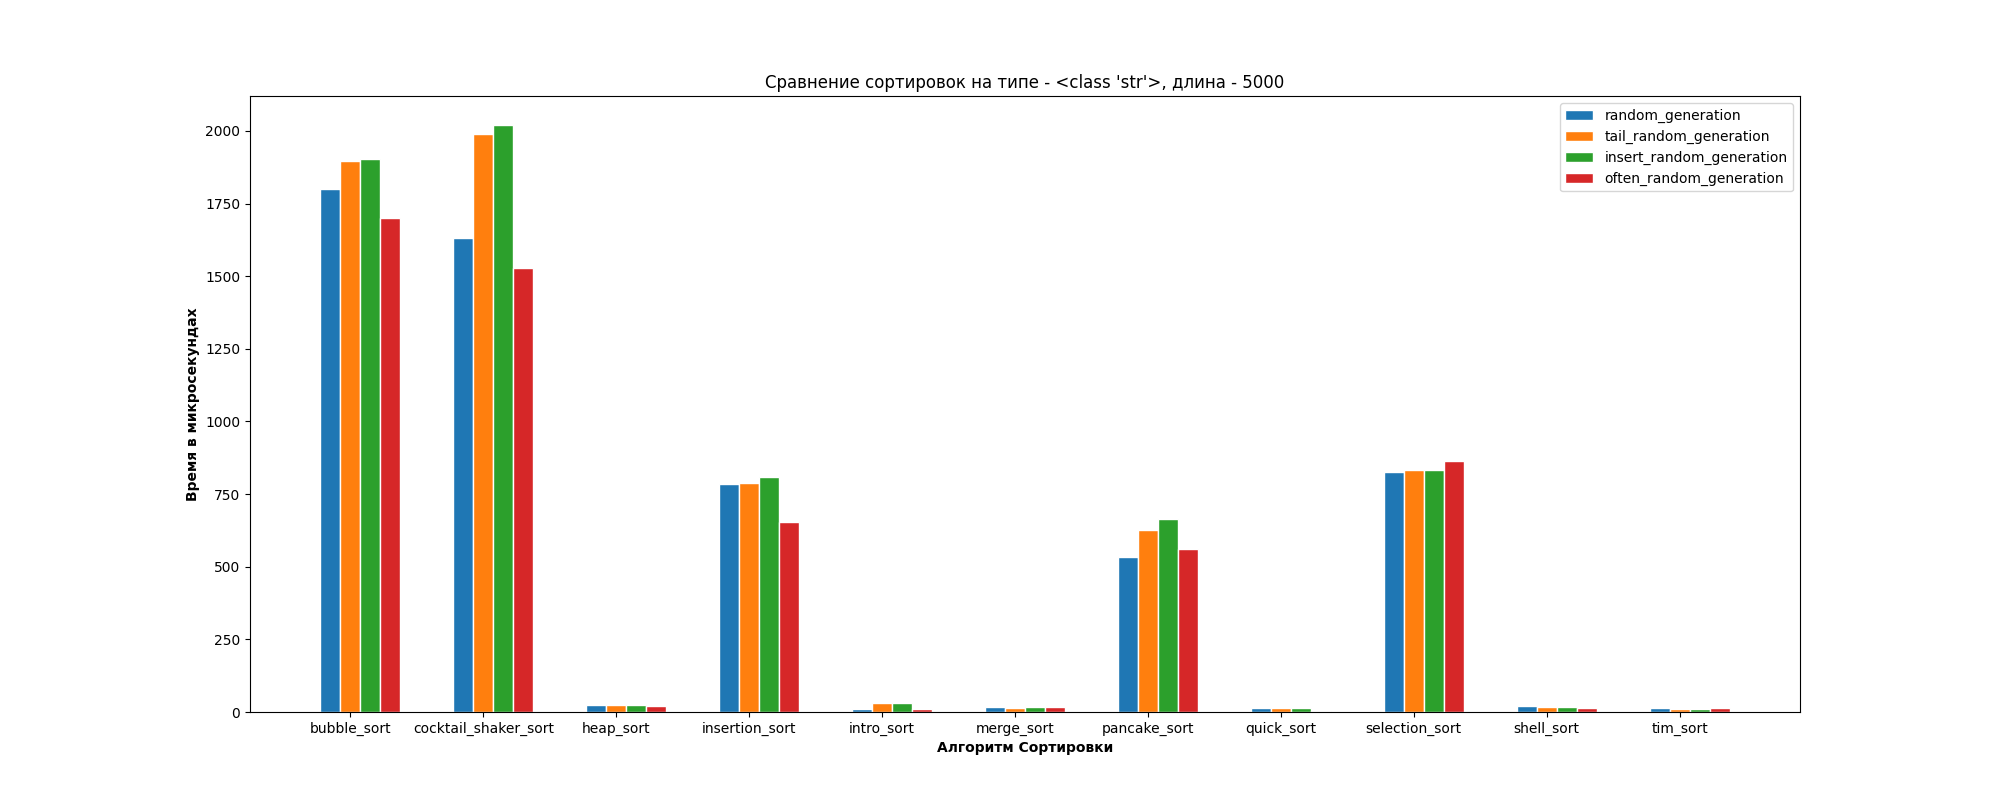 Сравнение сортировок на типе - <class 'str'>, длина - 5000
random_generation
tail_random_generation
insert_random_generation
often_random_generation
Время в микросекундах
2000
1750
1500
1250
1000
750
500
250
0
bubble_sort cocktail_shaker_sort heap_sort insertion_sort intro_sort merge_sort pancake_sort quick_sort selection_sort shell_sort tim_sort
Алгоритм Сортировки